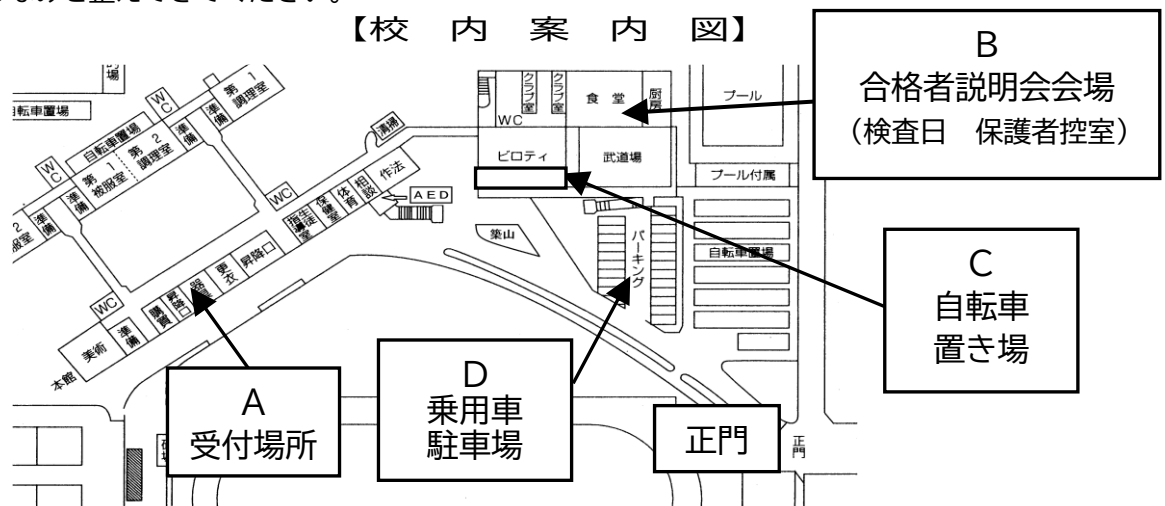 【校内案内図】
B
合格者説明会会場
（検査日　保護者控室）
C
自転車
置き場
A
受付場所
D
乗用車
駐車場
正門
正門
自転車置場
WC
準備
第1
調理室
自転車置場
WC
準備
第1
被服室
第2
調理室
準備
準備
清掃
WC
生徒
指導室
保健室
体育
相談
作法
AED
クラブ室
クラブ室
WC
食堂
厨房
ピロティ
武道場
プール
プール付属
築山
パーキング
自転車置場
WC
美術
準備
購買
昇降口
更衣
昇降口
本館